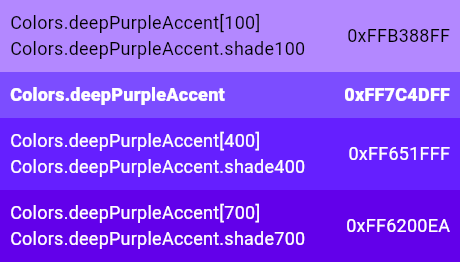 Colors.deepPurpleAccent[100]
Colors.deepPurpleAccent.shade100
0xFFB388FF
Colors.deepPurpleAccent 0xFF7C4DFF
Colors.deepPurpleAccent[400]
Colors.deepPurpleAccent.shade400
0xFF651FFF
Colors.deepPurpleAccent[700]
Colors.deepPurpleAccent.shade700
0xFF6200EA